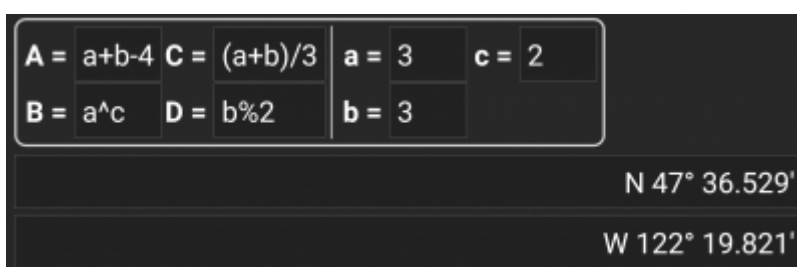 A = a+b-4 C = (a+b)/3 a = 3 c = 2
B = a^c D = b%2 b = 3
N 47° 36.529'
W 122° 19.821'